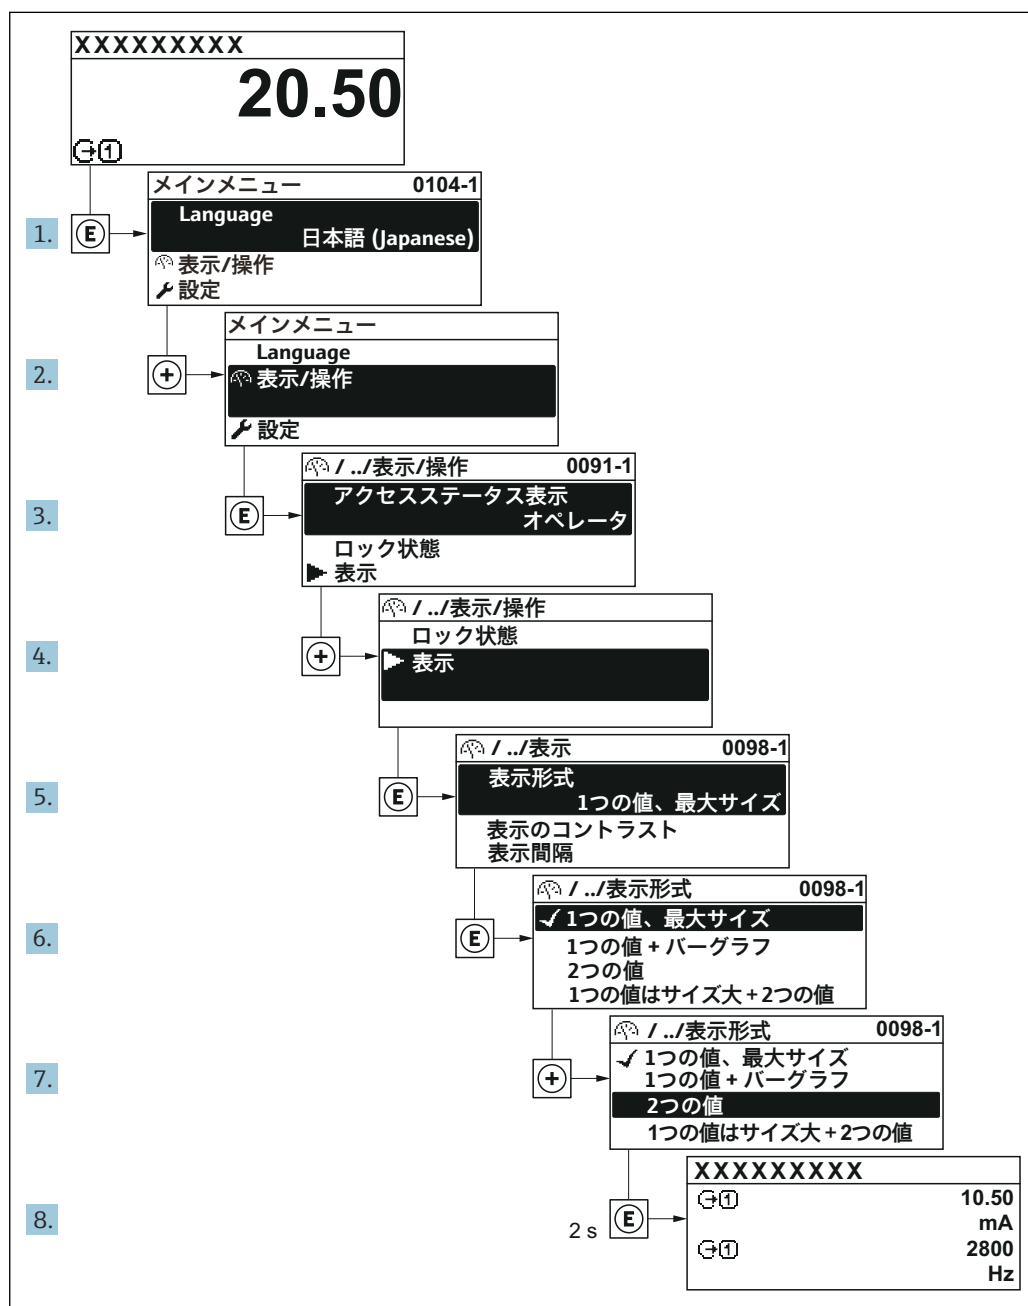 XXXXXXXXX
20.50
1
1.
E
メインメニュー 0104-1
Language
日本語 (Japanese)
表示/操作
設定
2.
+
メインメニュー
Language
表示/操作
設定
3.
E
/ ../表示/操作 0091-1
アクセスステータス表示
オペレータ
ロック状態
表示
4.
+
/ ../表示/操作
ロック状態
表示
5.
E
/ ../表示 0098-1
表示形式
1つの値、最大サイズ
表示のコントラスト
表示間隔
6.
E
/ ../表示形式 0098-1
1つの値、最大サイズ
1つの値 + バーグラフ
2つの値
1つの値はサイズ大+2つの値
7.
+
/ ../表示形式 0098-1
1つの値、最大サイズ
1つの値 + バーグラフ
2つの値
1つの値はサイズ大+2つの値
8.
2 s
E
XXXXXXXXX
1 10.50
mA
1 2800
Hz